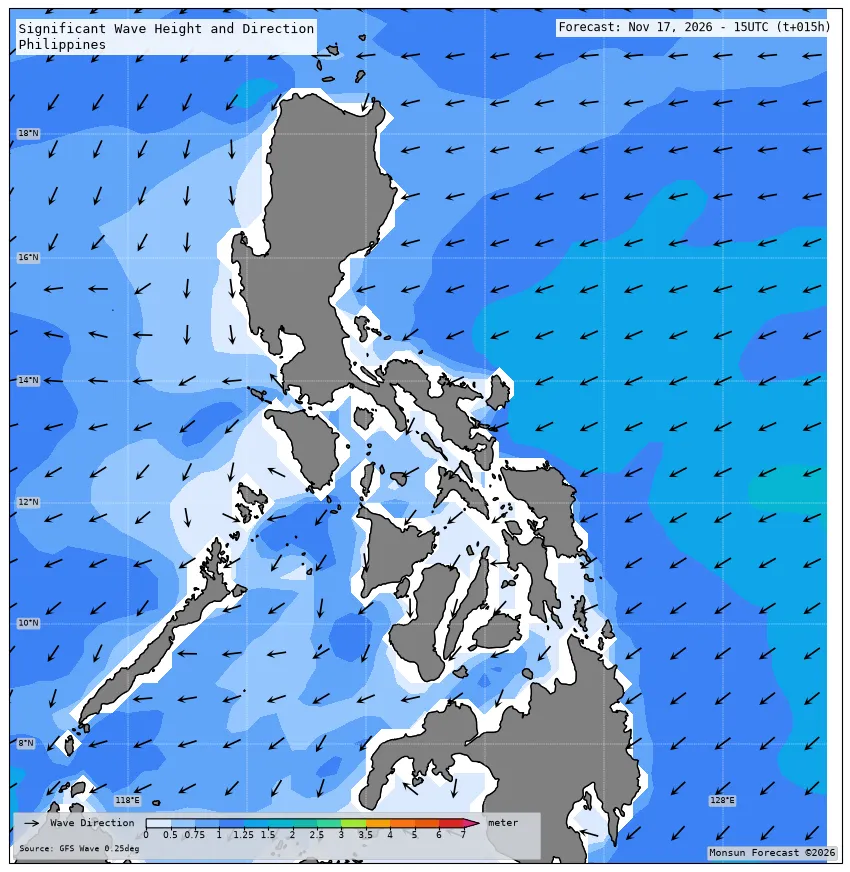 Significant Wave Height and Direction
Philippines
Forecast: Nov 17, 2026 - 15UTC (t+015h)
18°N
16°N
14°N
12°N
10°N
8°N
118°E
128°E
Wave Direction
0 0.5 0.75 1 1.25 1.5 2 2.5 3 3.5 4 5 6 7
meter
Source: GFS Wave 0.25deg
Monsun Forecast ©2026